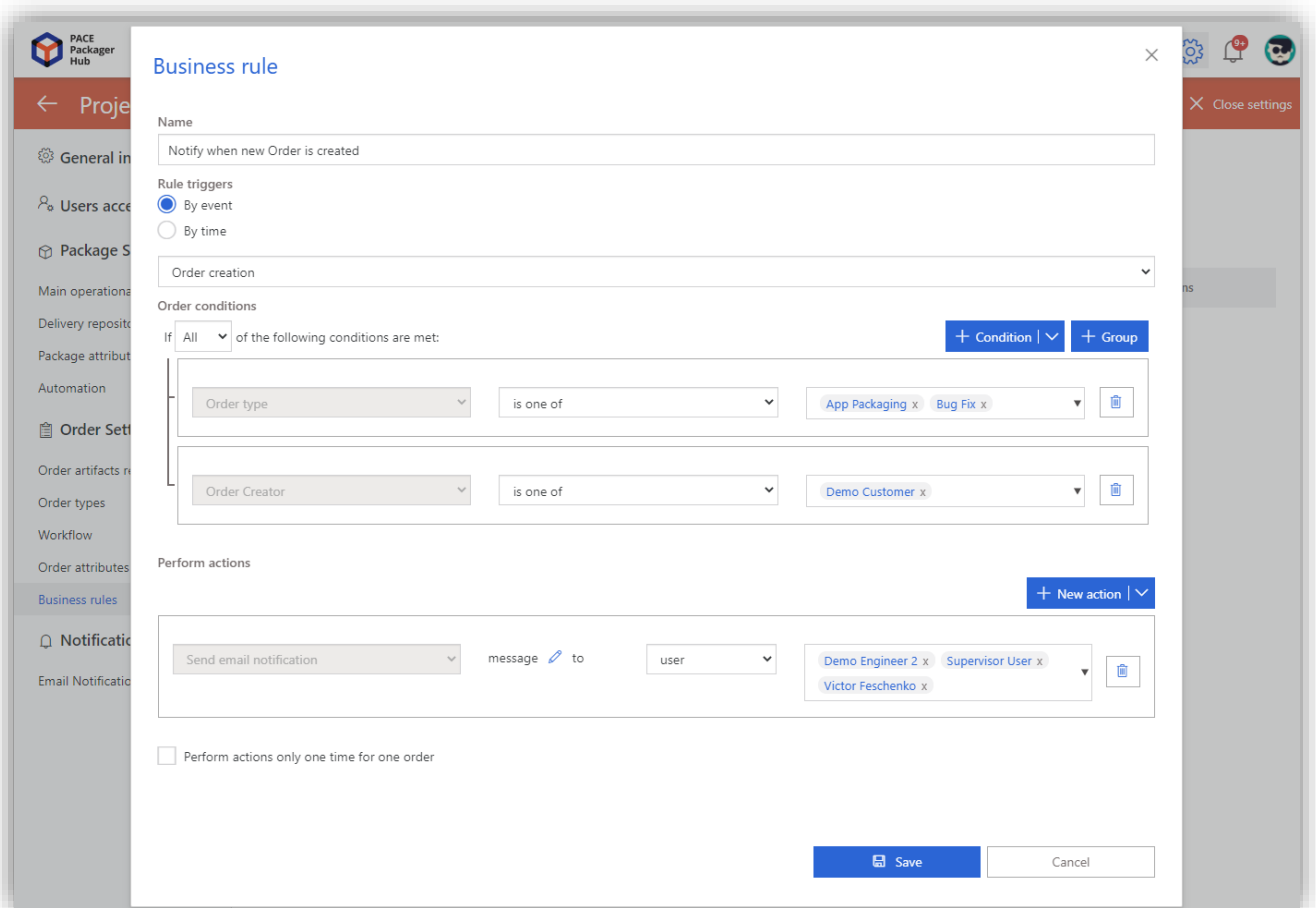 PACE
Packager
Hub
9+
Proje
Close settings
General in
Users acce
Package S
Main operationa
Delivery reposito
Package attribut
Automation
Order Sett
Order artifacts re
Order types
Workflow
Order attributes
Business rules
Notificatio
Email Notificatio
ns
Business rule
Name
Notify when new Order is created
Rule triggers
By event
By time
Order creation
Order conditions
If All of the following conditions are met:
+ Condition
+ Group
Order type is one of App Packaging x Bug Fix x
Order Creator is one of Demo Customer x
Perform actions
+ New action
Send email notification message to user Demo Engineer 2 x Supervisor User x
Victor Feschenko x
Perform actions only one time for one order
Save
Cancel